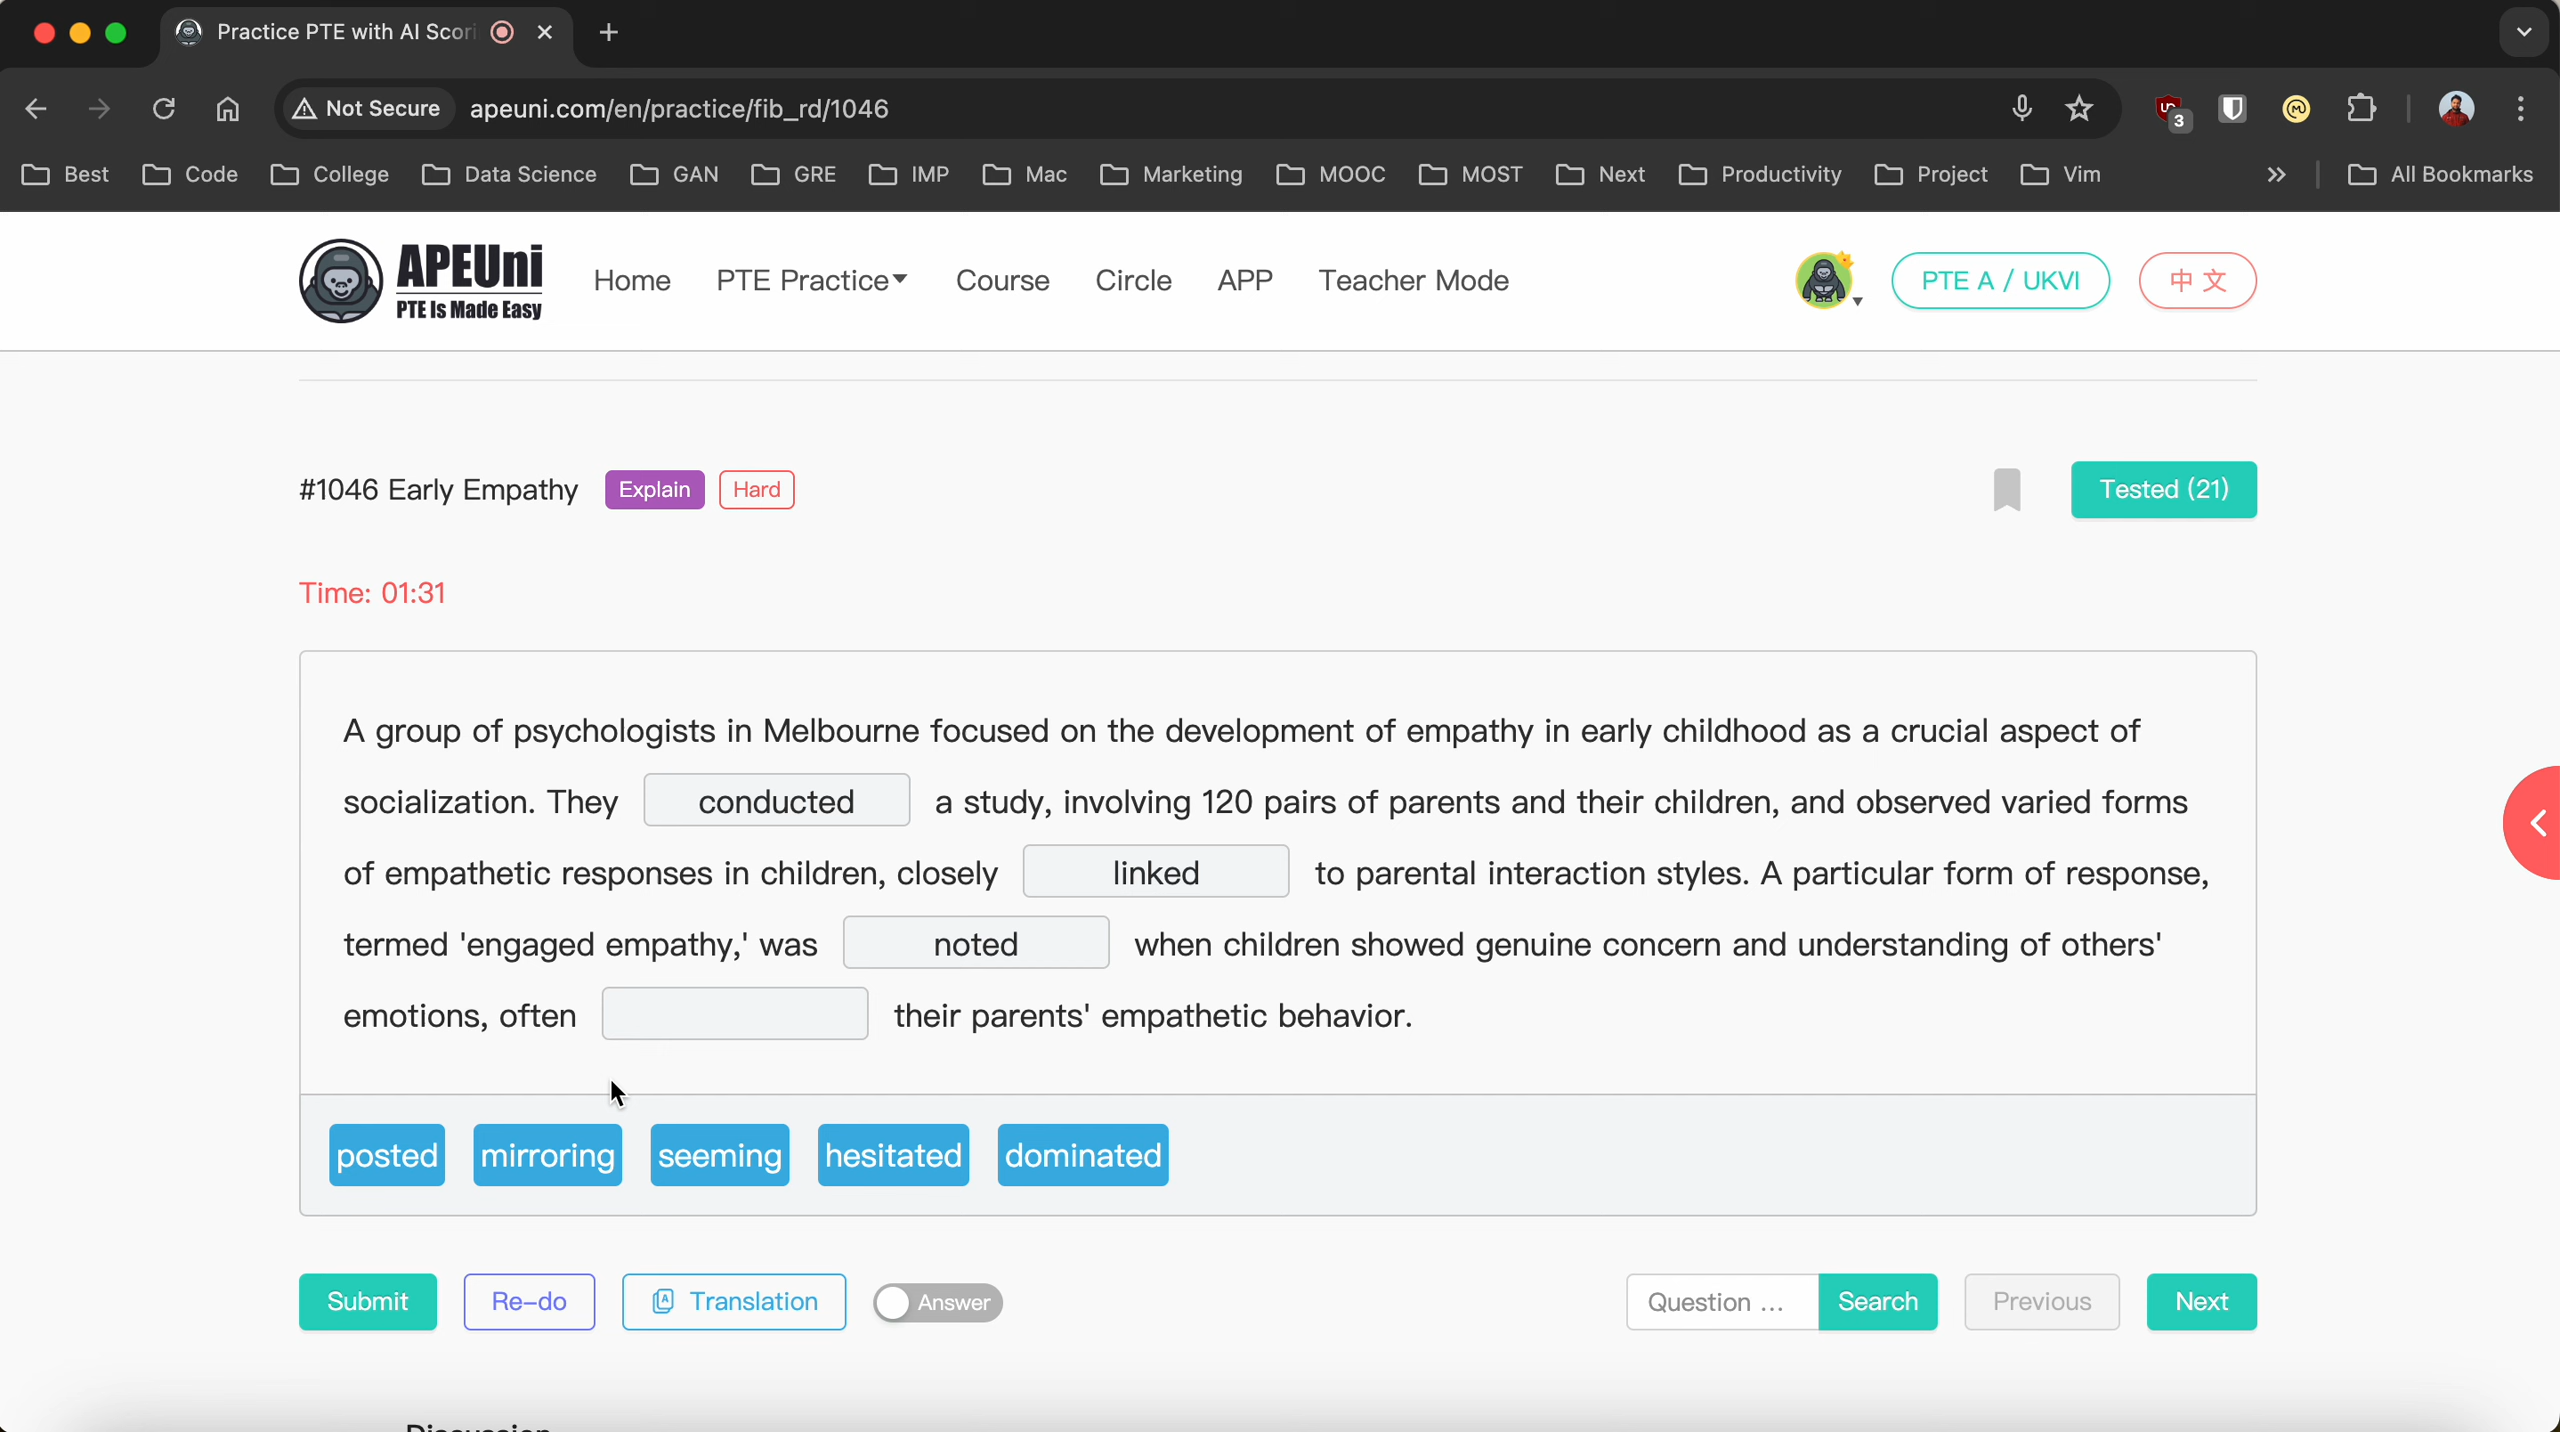 Practice PTE with AI Scori
Not Secure apeuni.com/en/practice/fib_rd/1046
3
Best Code College Data Science GAN GRE IMP Mac Marketing MOOC MOST Next Productivity Project Vim » All Bookmarks
APEUni
PTE Is Made Easy
Home PTE Practice Course Circle APP Teacher Mode PTE A / UKVI 中文
#1046 Early Empathy Explain Hard Tested (21)
Time: 01:31
A group of psychologists in Melbourne focused on the development of empathy in early childhood as a crucial aspect of
socialization. They conducted a study, involving 120 pairs of parents and their children, and observed varied forms
of empathetic responses in children, closely linked to parental interaction styles. A particular form of response,
termed 'engaged empathy,' was noted when children showed genuine concern and understanding of others'
emotions, often their parents' empathetic behavior.
posted mirroring seeming hesitated dominated
Submit Re-do Translation Answer Question ... Search Previous Next
Discussion